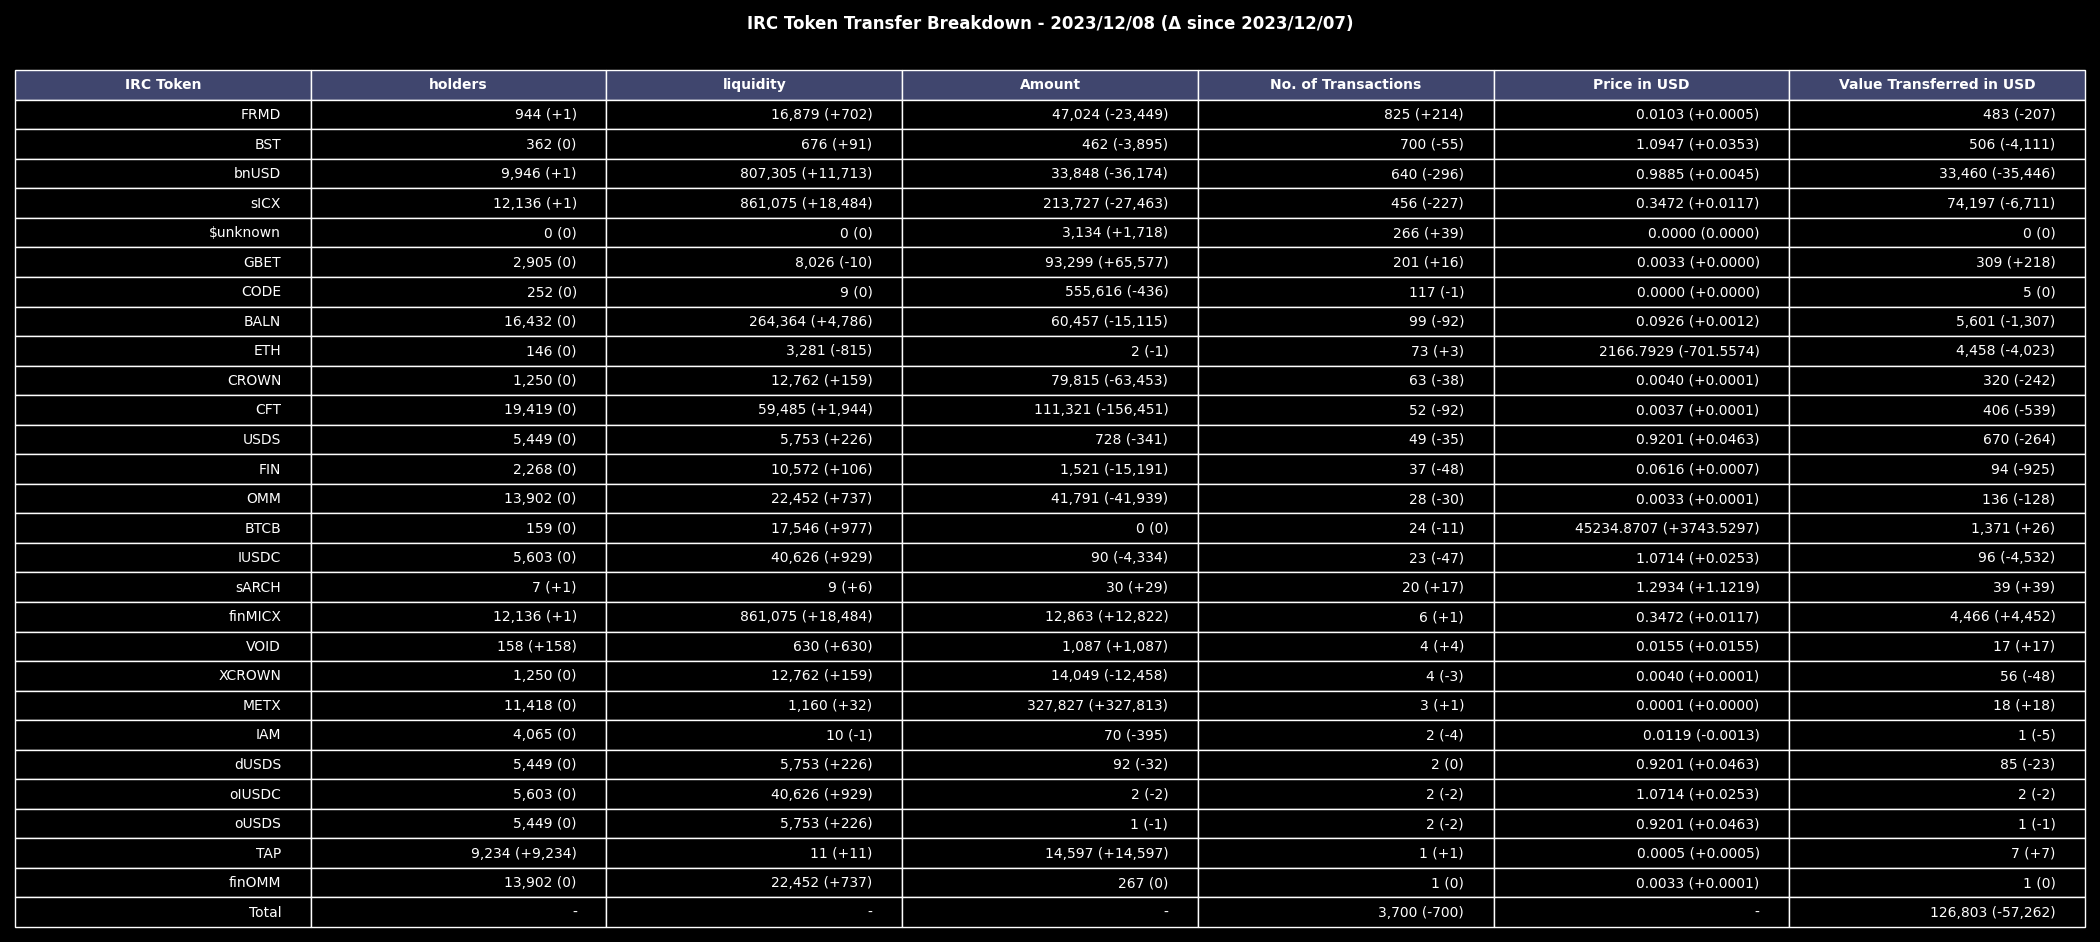 IRC Token Transfer Breakdown - 2023/12/08 (Δ since 2023/12/07)
IRC Token holders liquidity Amount No. of Transactions Price in USD Value Transferred in USD
FRMD 944 (+1) 16,879 (+702) 47,024 (-23,449) 825 (+214) 0.0103 (+0.0005) 483 (-207)
BST 362 (0) 676 (+91) 462 (-3,895) 700 (-55) 1.0947 (+0.0353) 506 (-4,111)
bnUSD 9,946 (+1) 807,305 (+11,713) 33,848 (-36,174) 640 (-296) 0.9885 (+0.0045) 33,460 (-35,446)
sICX 12,136 (+1) 861,075 (+18,484) 213,727 (-27,463) 456 (-227) 0.3472 (+0.0117) 74,197 (-6,711)
$unknown 0 (0) 0 (0) 3,134 (+1,718) 266 (+39) 0.0000 (0.0000) 0 (0)
GBET 2,905 (0) 8,026 (-10) 93,299 (+65,577) 201 (+16) 0.0033 (+0.0000) 309 (+218)
CODE 252 (0) 9 (0) 555,616 (-436) 117 (-1) 0.0000 (+0.0000) 5 (0)
BALN 16,432 (0) 264,364 (+4,786) 60,457 (-15,115) 99 (-92) 0.0926 (+0.0012) 5,601 (-1,307)
ETH 146 (0) 3,281 (-815) 2 (-1) 73 (+3) 2166.7929 (-701.5574) 4,458 (-4,023)
CROWN 1,250 (0) 12,762 (+159) 79,815 (-63,453) 63 (-38) 0.0040 (+0.0001) 320 (-242)
CFT 19,419 (0) 59,485 (+1,944) 111,321 (-156,451) 52 (-92) 0.0037 (+0.0001) 406 (-539)
USDS 5,449 (0) 5,753 (+226) 728 (-341) 49 (-35) 0.9201 (+0.0463) 670 (-264)
FIN 2,268 (0) 10,572 (+106) 1,521 (-15,191) 37 (-48) 0.0616 (+0.0007) 94 (-925)
OMM 13,902 (0) 22,452 (+737) 41,791 (-41,939) 28 (-30) 0.0033 (+0.0001) 136 (-128)
BTCB 159 (0) 17,546 (+977) 0 (0) 24 (-11) 45234.8707 (+3743.5297) 1,371 (+26)
IUSDC 5,603 (0) 40,626 (+929) 90 (-4,334) 23 (-47) 1.0714 (+0.0253) 96 (-4,532)
sARCH 7 (+1) 9 (+6) 30 (+29) 20 (+17) 1.2934 (+1.1219) 39 (+39)
finMICX 12,136 (+1) 861,075 (+18,484) 12,863 (+12,822) 6 (+1) 0.3472 (+0.0117) 4,466 (+4,452)
VOID 158 (+158) 630 (+630) 1,087 (+1,087) 4 (+4) 0.0155 (+0.0155) 17 (+17)
XCROWN 1,250 (0) 12,762 (+159) 14,049 (-12,458) 4 (-3) 0.0040 (+0.0001) 56 (-48)
METX 11,418 (0) 1,160 (+32) 327,827 (+327,813) 3 (+1) 0.0001 (+0.0000) 18 (+18)
IAM 4,065 (0) 10 (-1) 70 (-395) 2 (-4) 0.0119 (-0.0013) 1 (-5)
dUSDS 5,449 (0) 5,753 (+226) 92 (-32) 2 (0) 0.9201 (+0.0463) 85 (-23)
oIUSDC 5,603 (0) 40,626 (+929) 2 (-2) 2 (-2) 1.0714 (+0.0253) 2 (-2)
oUSDS 5,449 (0) 5,753 (+226) 1 (-1) 2 (-2) 0.9201 (+0.0463) 1 (-1)
TAP 9,234 (+9,234) 11 (+11) 14,597 (+14,597) 1 (+1) 0.0005 (+0.0005) 7 (+7)
finOMM 13,902 (0) 22,452 (+737) 267 (0) 1 (0) 0.0033 (+0.0001) 1 (0)
Total - - - 3,700 (-700) - 126,803 (-57,262)